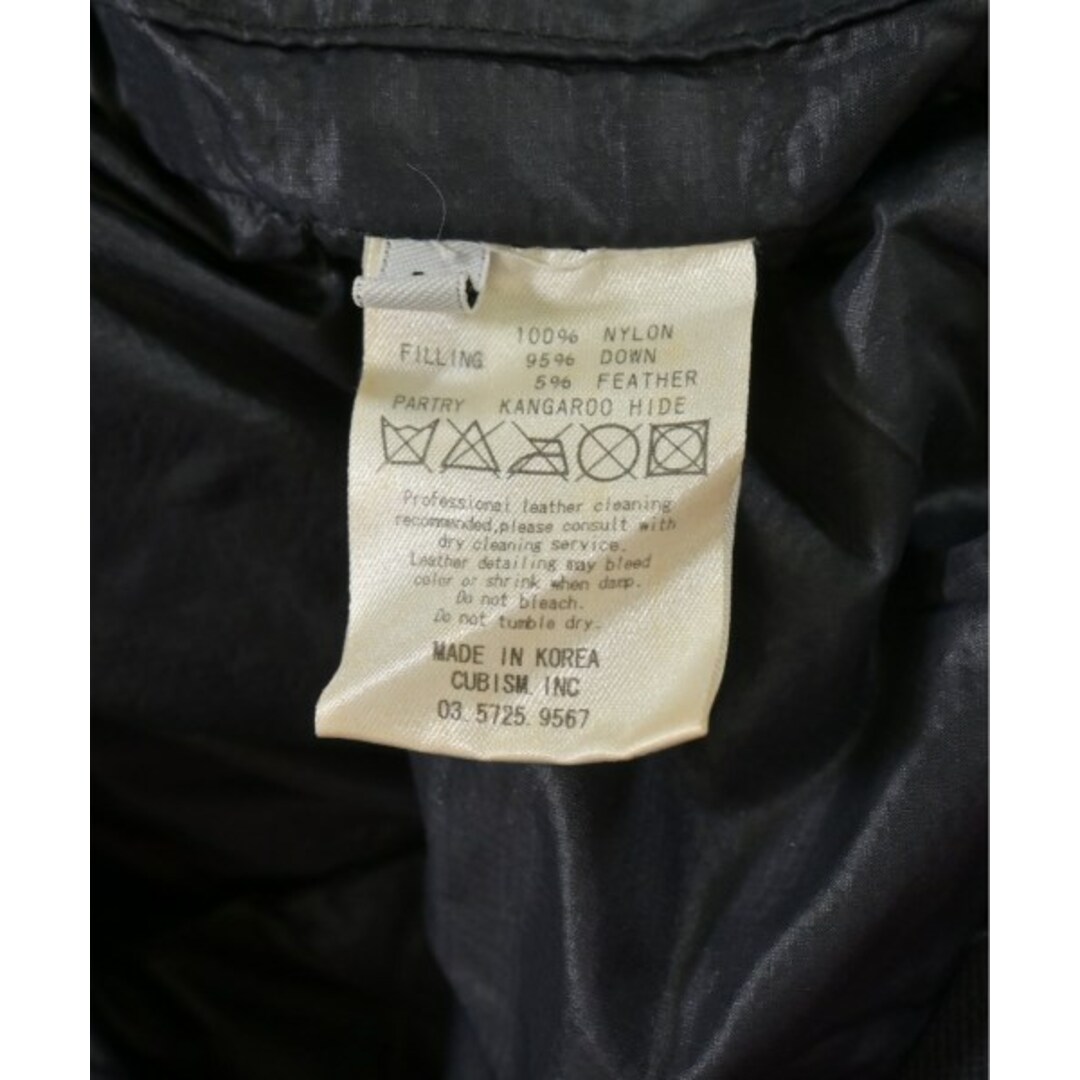 100% NYLON
FILLING 95% DOWN
5% FEATHER
PARTRY KANGAROO HIDE
Professional leather cleaning
recommended,please consult with
dry cleaning service.
Leather detailing may bleed
color or shrink when damp.
Do not bleach.
Do not tumble dry.
MADE IN KOREA
CUBISM.INC
03.5725.9567